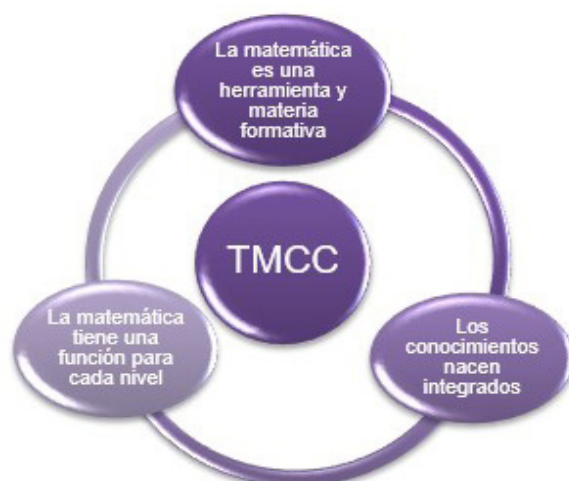 La matemática
es una
herramienta y
materia
formativa
TMCC
La matemática
tiene una
función para
cada nivel
Los
conocimientos
nacen
integrados